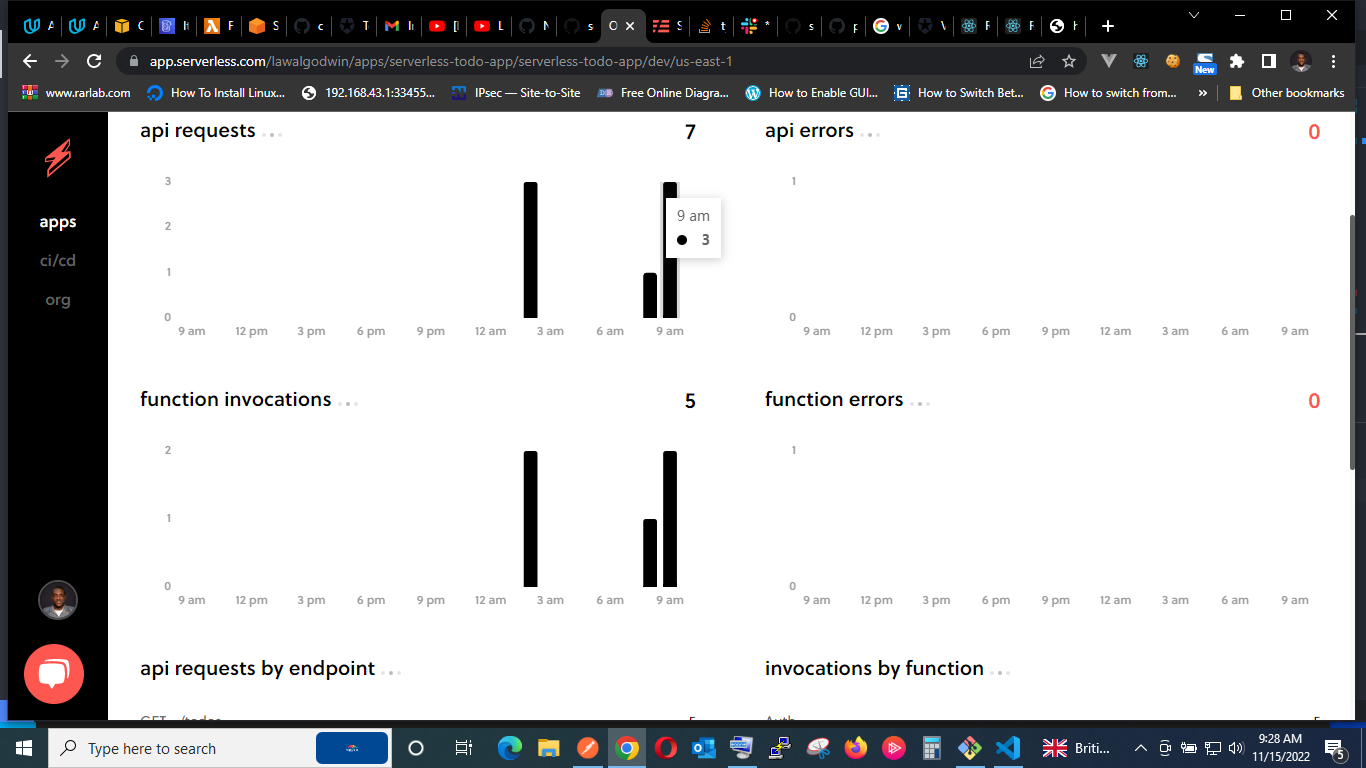 app.serverless.com/lawalgodwin/apps/serverless-todo-app/serverless-todo-app/dev/us-east-1
New
www.rarlab.com How To Install Linux... 192.168.43.1:33455... IPsec — Site-to-Site Free Online Diagra... How to Enable GUI... How to Switch Bet... How to switch from... » Other bookmarks
apps
ci/cd
org
api requests ... 7
3
2
1
0
9 am 12 pm 3 pm 6 pm 9 pm 12 am 3 am 6 am 9 am
9 am
3
api errors ... 0
1
0
9 am 12 pm 3 pm 6 pm 9 pm 12 am 3 am 6 am 9 am
function invocations ... 5
2
1
0
9 am 12 pm 3 pm 6 pm 9 pm 12 am 3 am 6 am 9 am
function errors ... 0
1
0
9 am 12 pm 3 pm 6 pm 9 pm 12 am 3 am 6 am 9 am
api requests by endpoint ...
invocations by function ...
Type here to search
Briti... 9:28 AM
11/15/2022
5